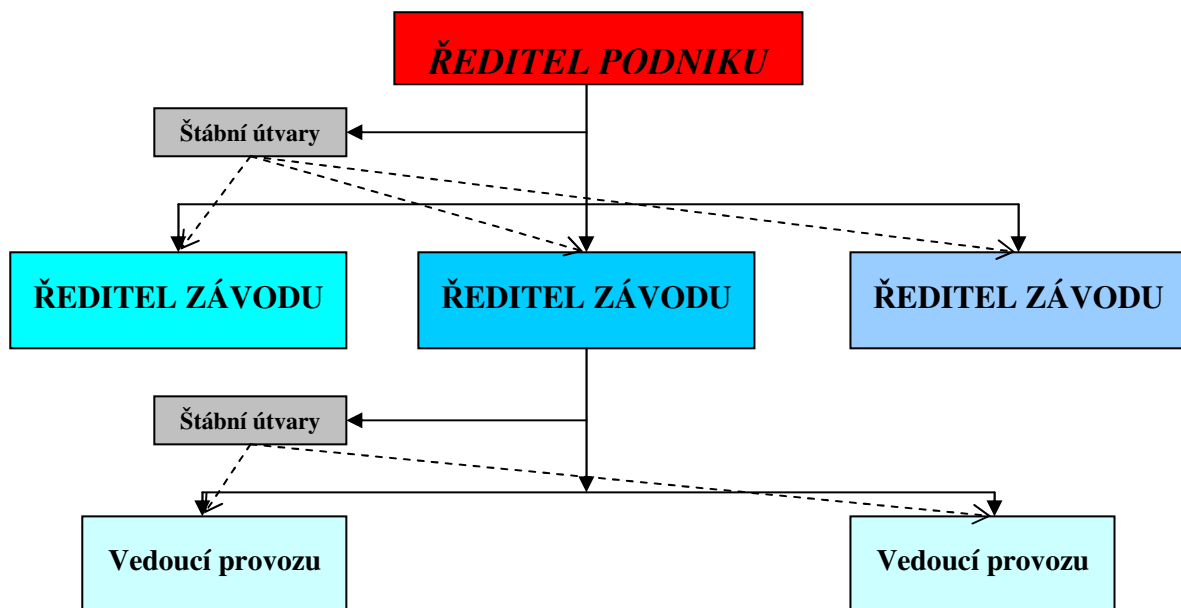 ŘEDITEL PODNIKU
Štábní útvary
ŘEDITEL ZÁVODU
ŘEDITEL ZÁVODU
ŘEDITEL ZÁVODU
Štábní útvary
Vedoucí provozu
Vedoucí provozu